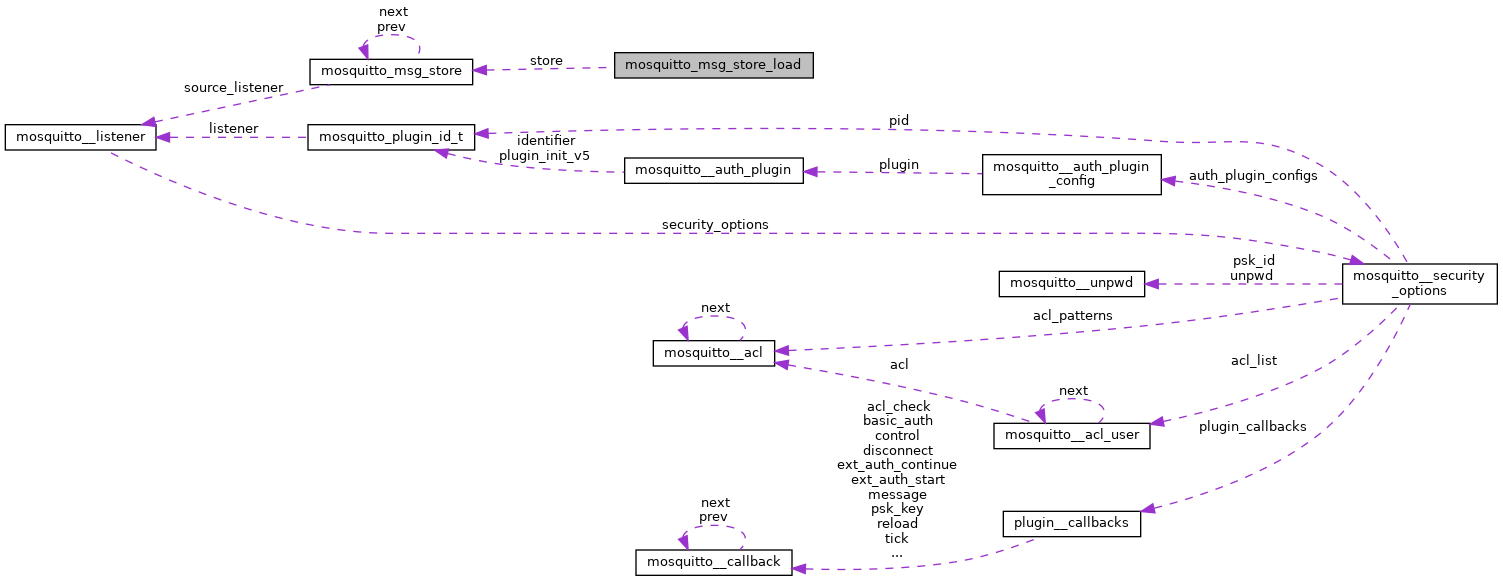 next
prev
mosquitto_msg_store
store
mosquitto_msg_store_load
source_listener
mosquitto__listener
listener
mosquitto_plugin_id_t
pid
identifier
plugin_init_v5
mosquitto__auth_plugin
plugin
mosquitto__auth_plugin
_config
auth_plugin_configs
security_options
mosquitto__security
_options
psk_id
unpwd
mosquitto__unpwd
acl_patterns
next
mosquitto__acl
acl
acl_list
next
mosquitto__acl_user
plugin_callbacks
acl_check
basic_auth
control
disconnect
ext_auth_continue
ext_auth_start
message
psk_key
reload
tick
...
plugin__callbacks
next
prev
mosquitto__callback